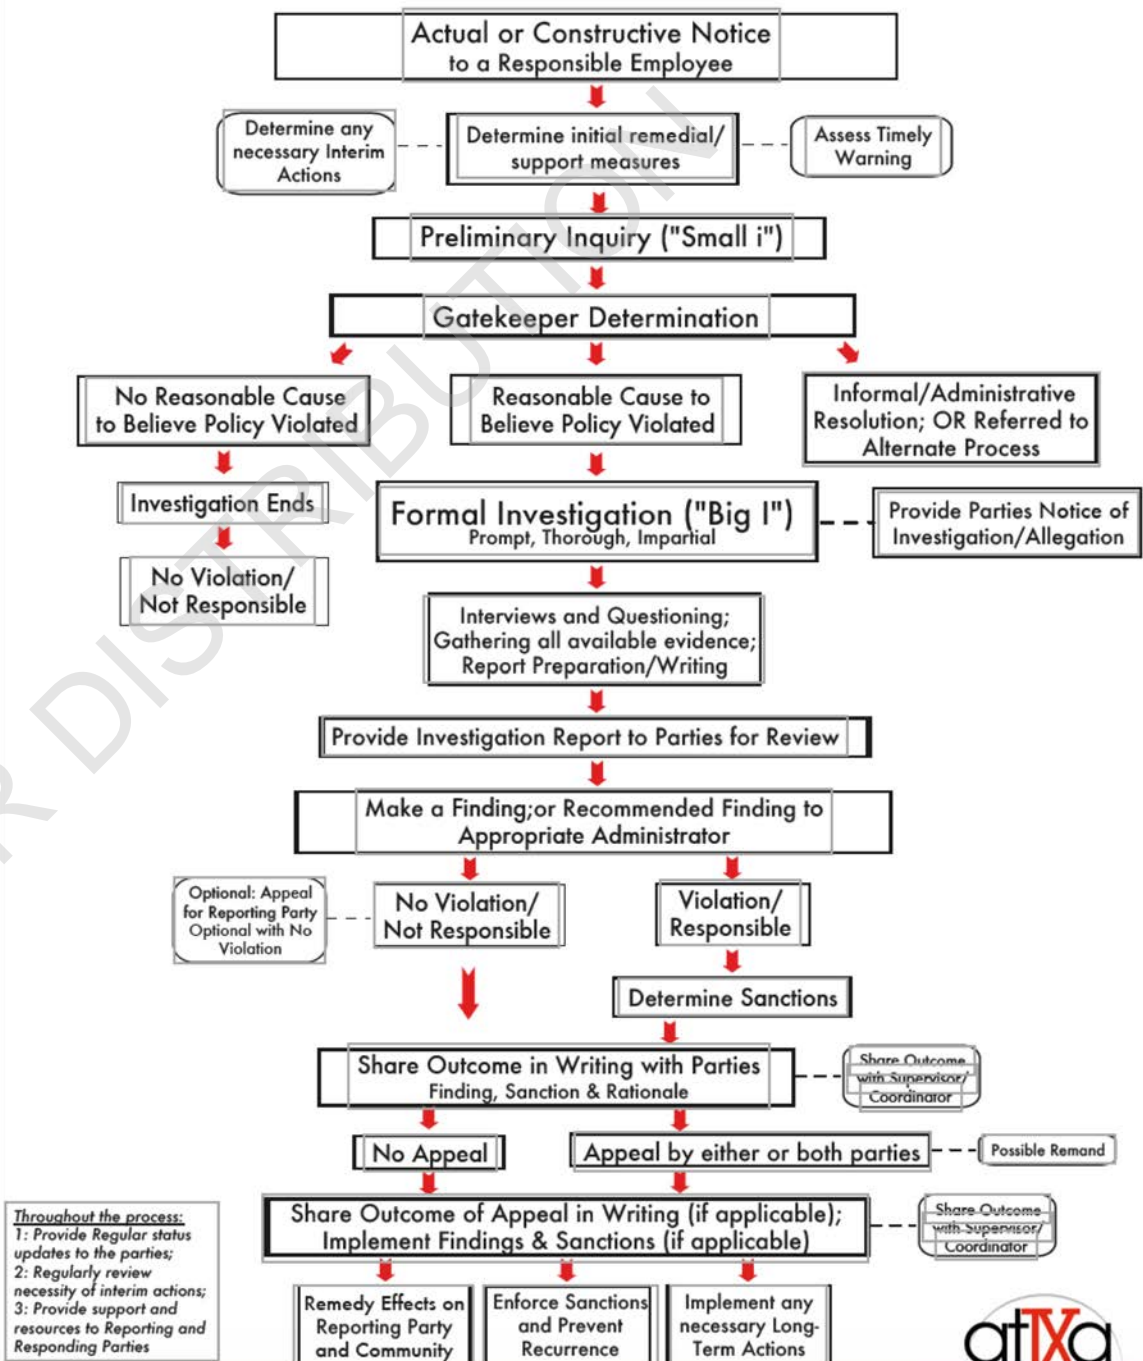 Actual or Constructive Notice
to a Responsible Employee
Determine any
necessary Interim
Actions
Determine initial remedial/
support measures
Assess Timely
Warning
Preliminary Inquiry ("Small i")
Gatekeeper Determination
No Reasonable Cause
to Believe Policy Violated
Reasonable Cause to
Believe Policy Violated
Informal/Administrative
Resolution; OR Referred to
Alternate Process
Investigation Ends
Formal Investigation ("Big I")
Prompt, Thorough, Impartial
Provide Parties Notice of
Investigation/Allegation
No Violation/
Not Responsible
Interviews and Questioning;
Gathering all available evidence;
Report Preparation/Writing
Provide Investigation Report to Parties for Review
Make a Finding;or Recommended Finding to
Appropriate Administrator
Optional: Appeal
for Reporting Party
Optional with No
Violation
No Violation/
Not Responsible
Violation/
Responsible
Determine Sanctions
Share Outcome in Writing with Parties
Finding, Sanction & Rationale
Share Outcome
with Supervisor/
Coordinator
No Appeal
Appeal by either or both parties
Possible Remand
Share Outcome of Appeal in Writing (if applicable);
Implement Findings & Sanctions (if applicable)
Share Outcome
with Supervisor/
Coordinator
Throughout the process:
1: Provide Regular status
updates to the parties;
2: Regularly review
necessity of interim actions;
3: Provide support and
resources to Reporting and
Responding Parties
Remedy Effects on
Reporting Party
and Community
Enforce Sanctions
and Prevent
Recurrence
Implement any
necessary Long-
Term Actions
atIXa
R DISTRIBUTION